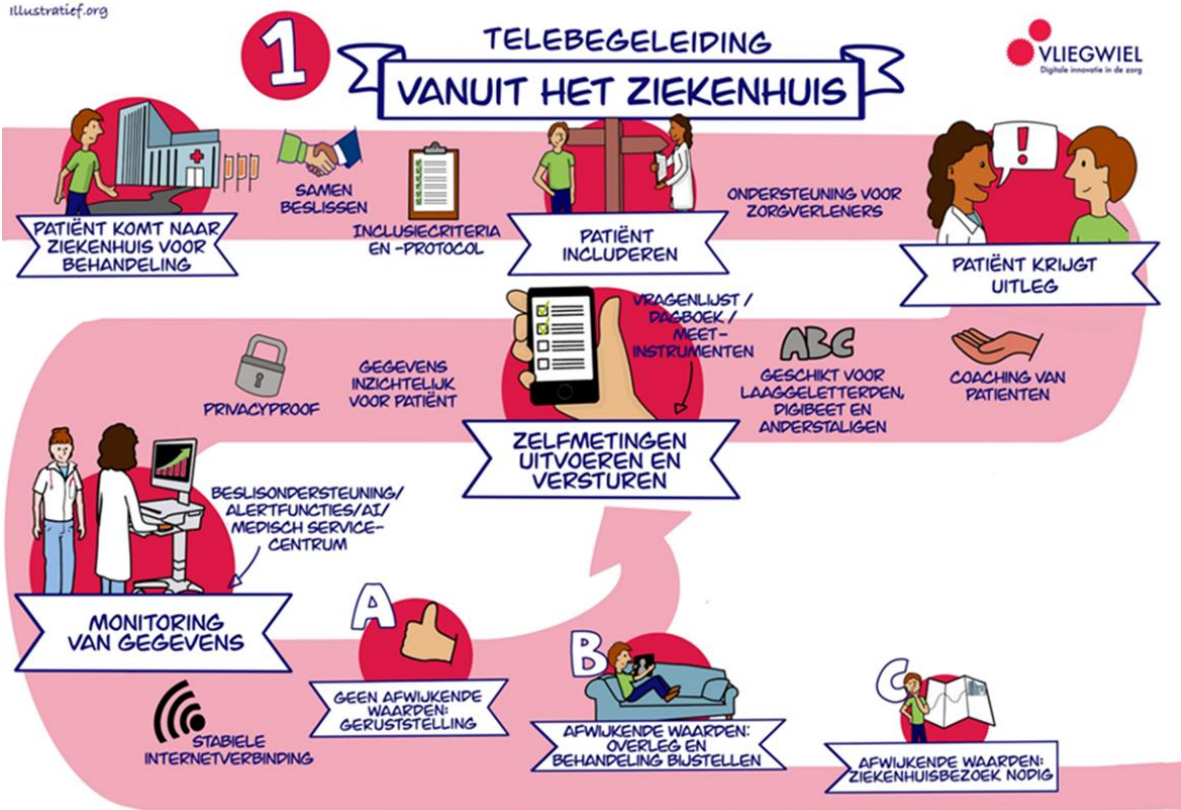 Illustratief.org
1
TELEBEGELEIDING
VANUIT HET ZIEKENHUIS
VLIEGWIEL
Digitale innovatie in de zorg
PATIËNT KOMT NAAR
ZIEKENHUIS VOOR
BEHANDELING
SAMEN
BESLISSEN
INCLUSIECRITERIA
EN -PROTOCOL
PATIËNT
INCLUDEREN
ONDERSTEUNING VOOR
ZORGVERLENERS
!
PATIËNT KRIJGT
UITLEG
COACHING VAN
PATIENTEN
ABC
GESCHIKT VOOR
LAAGGELETTERDEN,
DIGIBEET EN
ANDERSTALIGEN
VRAGENLIJST /
DAGBOEK /
MEET-
INSTRUMENTEN
ZELFMETINGEN
UITVOEREN EN
VERSTUREN
GEGEVENS
INZICHTELIJK
VOOR PATIËNT
PRIVACYPROOF
BESLISONDERSTEUNING/
ALERTFUNCTIES/AI/
MEDISCH SERVICE-
CENTRUM
MONITORING
VAN GEGEVENS
STABIELE
INTERNETVERBINDING
A
GEEN AFWIJKENDE
WAARDEN:
GERUSTSTELLING
B
AFWIJKENDE WAARDEN:
OVERLEG EN
BEHANDELING BIJSTELLEN
C
AFWIJKENDE WAARDEN:
ZIEKENHUISBEZOEK NODIG